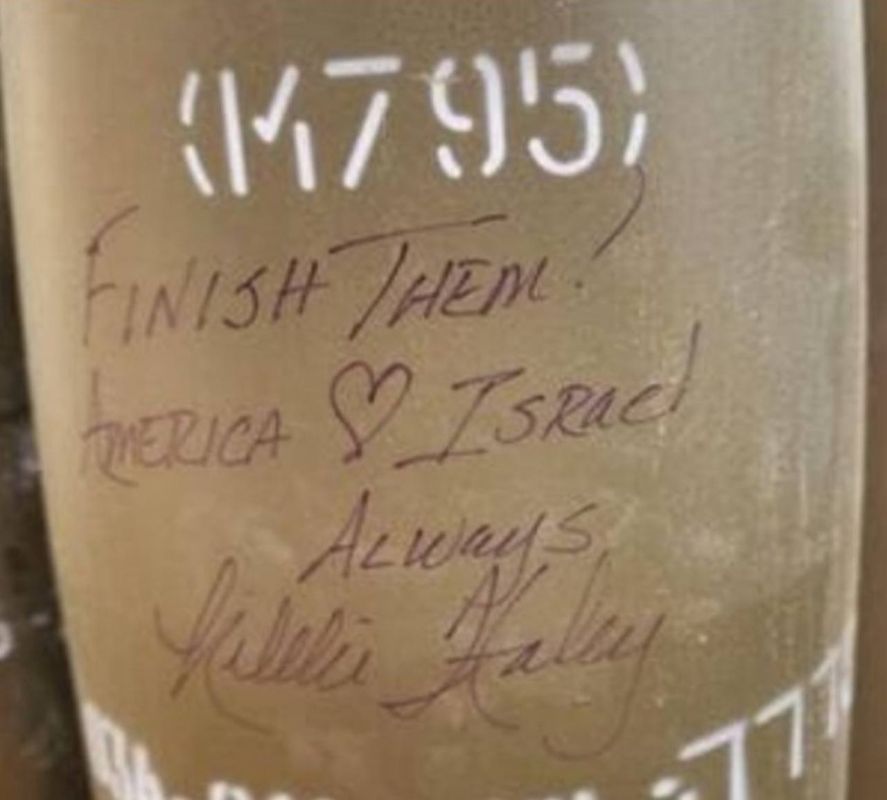 (M795)
FINISH THEM!
AMERICA ♡ ISRAel
ALwayS
Nikki Haley